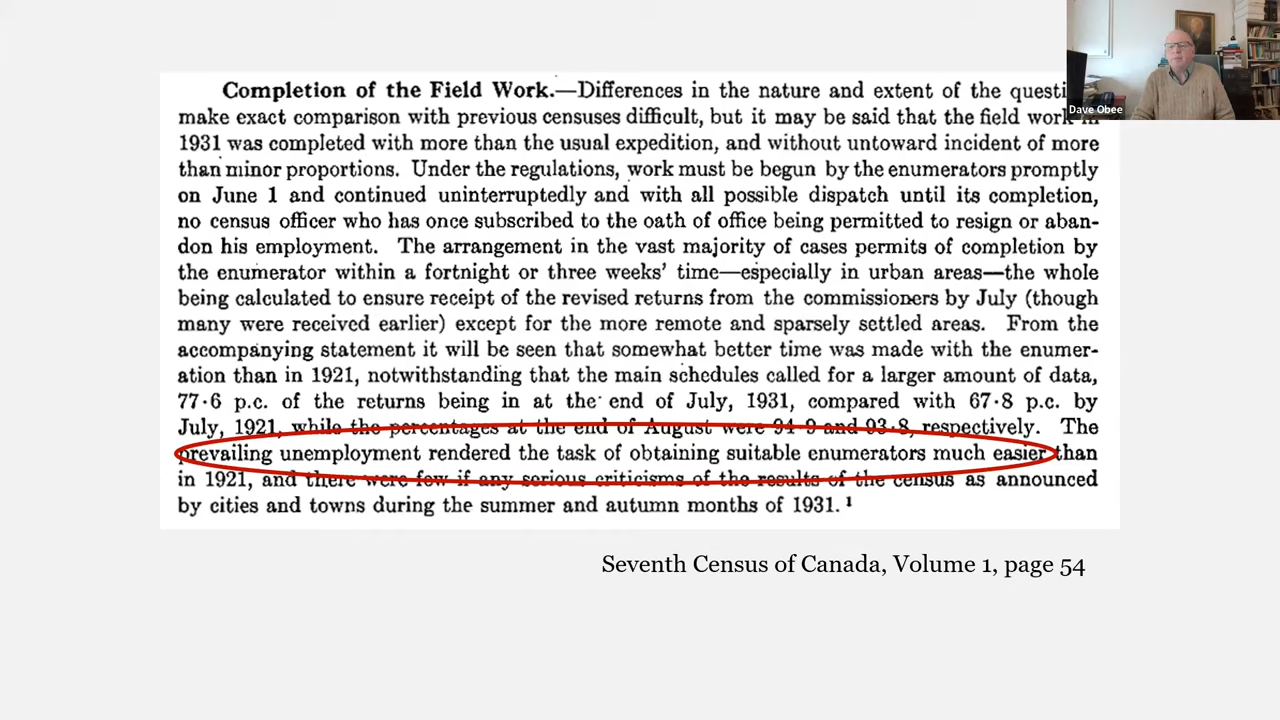 Completion of the Field Work.—Differences in the nature and extent of the questi
make exact comparison with previous censuses difficult, but it may be said that the field work in
1931 was completed with more than the usual expedition, and without untoward incident of more
than minor proportions. Under the regulations, work must be begun by the enumerators promptly
on June 1 and continued uninterruptedly and with all possible dispatch until its completion,
no census officer who has once subscribed to the oath of office being permitted to resign or aban-
don his employment. The arrangement in the vast majority of cases permits of completion by
the enumerator within a fortnight or three weeks' time—especially in urban areas—the whole
being calculated to ensure receipt of the revised returns from the commissioners by July (though
many were received earlier) except for the more remote and sparsely settled areas. From the
accompanying statement it will be seen that somewhat better time was made with the enumer-
ation than in 1921, notwithstanding that the main schedules called for a larger amount of data,
77·6 p.c. of the returns being in at the end of July, 1931, compared with 67·8 p.c. by
July, 1921, while the percentages at the end of August were 94·9 and 93·8, respectively. The
prevailing unemployment rendered the task of obtaining suitable enumerators much easier than
in 1921, and there were few if any serious criticisms of the results of the census as announced
by cities and towns during the summer and autumn months of 1931. ¹
Seventh Census of Canada, Volume 1, page 54
Dave Obee